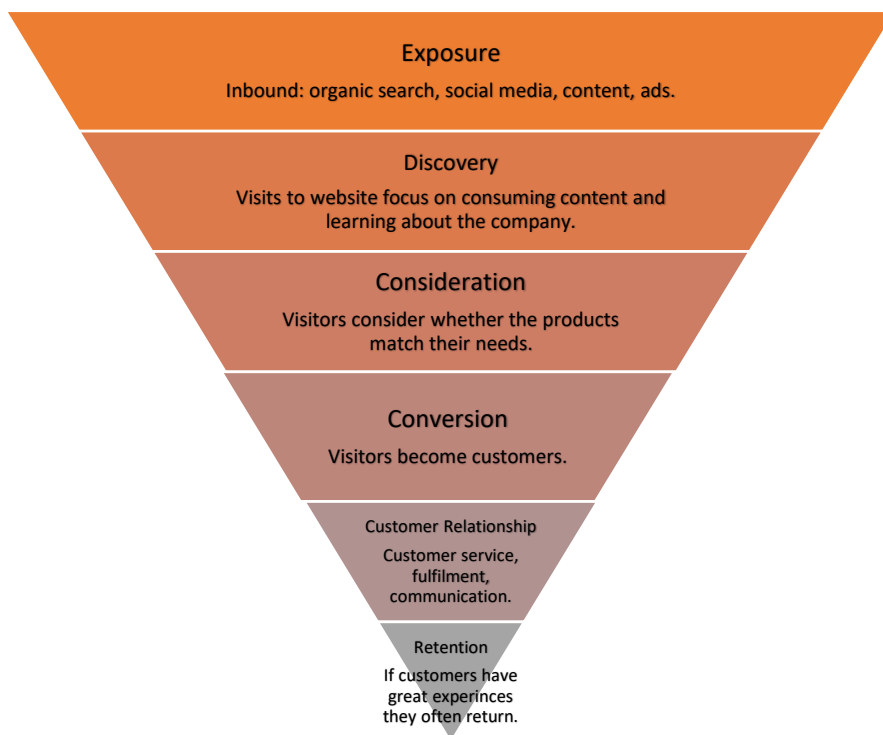 Exposure
Inbound: organic search, social media, content, ads.
Discovery
Visits to website focus on consuming content and
learning about the company.
Consideration
Visitors consider whether the products
match their needs.
Conversion
Visitors become customers.
Customer Relationship
Customer service,
fulfilment,
communication.
Retention
If customers have
great experinces
they often return.